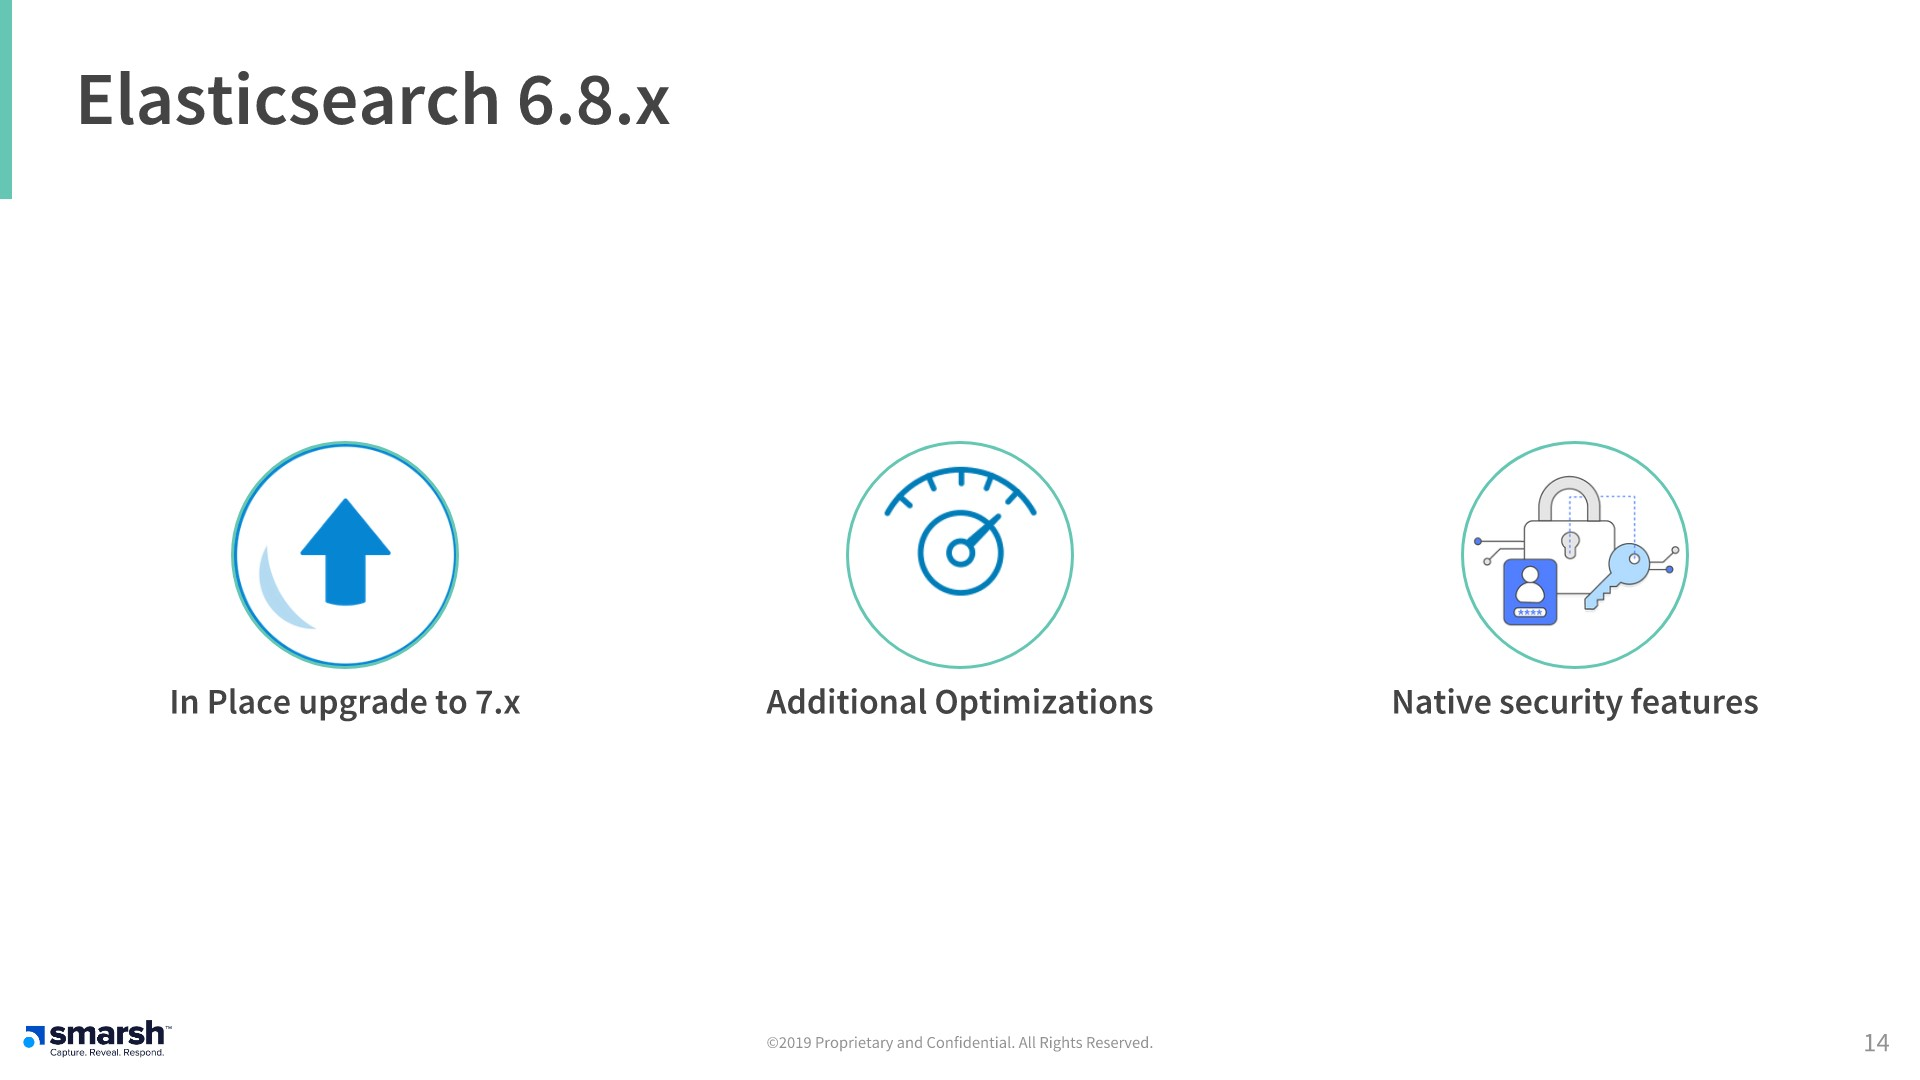 Elasticsearch 6.8.x
In Place upgrade to 7.x
Additional Optimizations
****
Native security features
smarsh™
Capture. Reveal. Respond.
©2019 Proprietary and Confidential. All Rights Reserved.
14